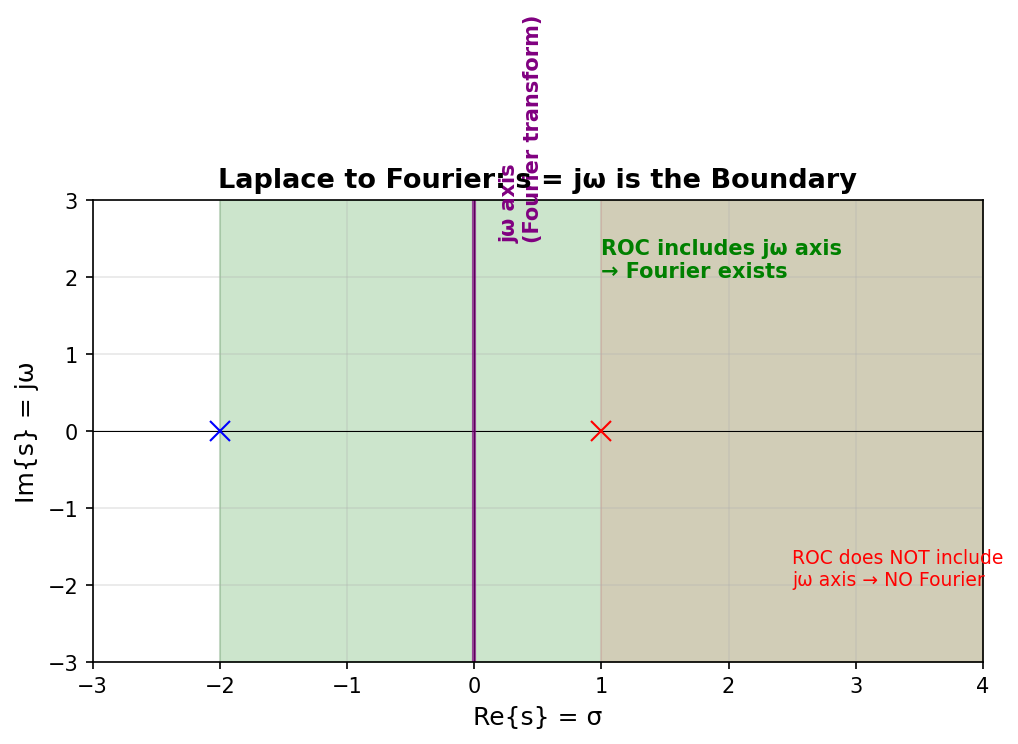 jω axis
(Fourier transform)
Laplace to Fourier: s = jω is the Boundary
ROC includes jω axis
→ Fourier exists
ROC does NOT include
jω axis → NO Fourier
Im{s} = jω
3
2
1
0
−1
−2
−3
−3
−2
−1
0
1
2
3
4
Re{s} = σ